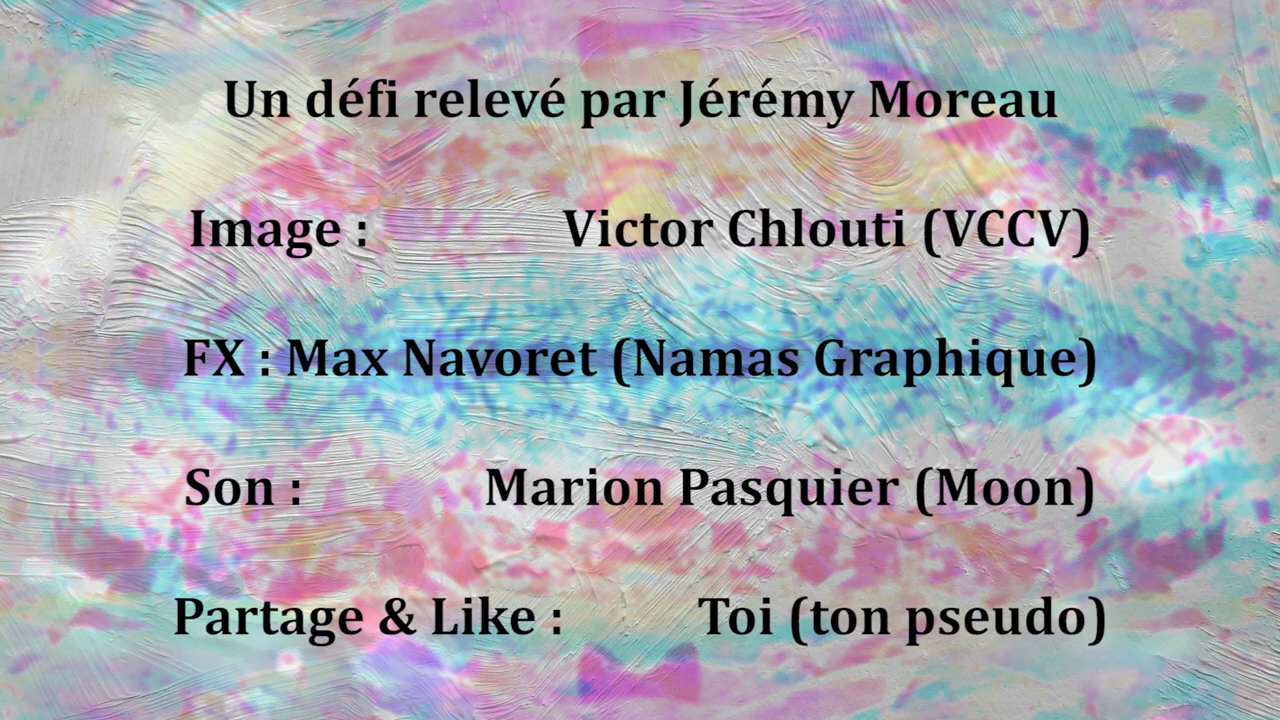 Un défi relevé par Jérémy Moreau
Image : Victor Chlouti (VCCV)
FX : Max Navoret (Namas Graphique)
Son : Marion Pasquier (Moon)
Partage & Like : Toi (ton pseudo)